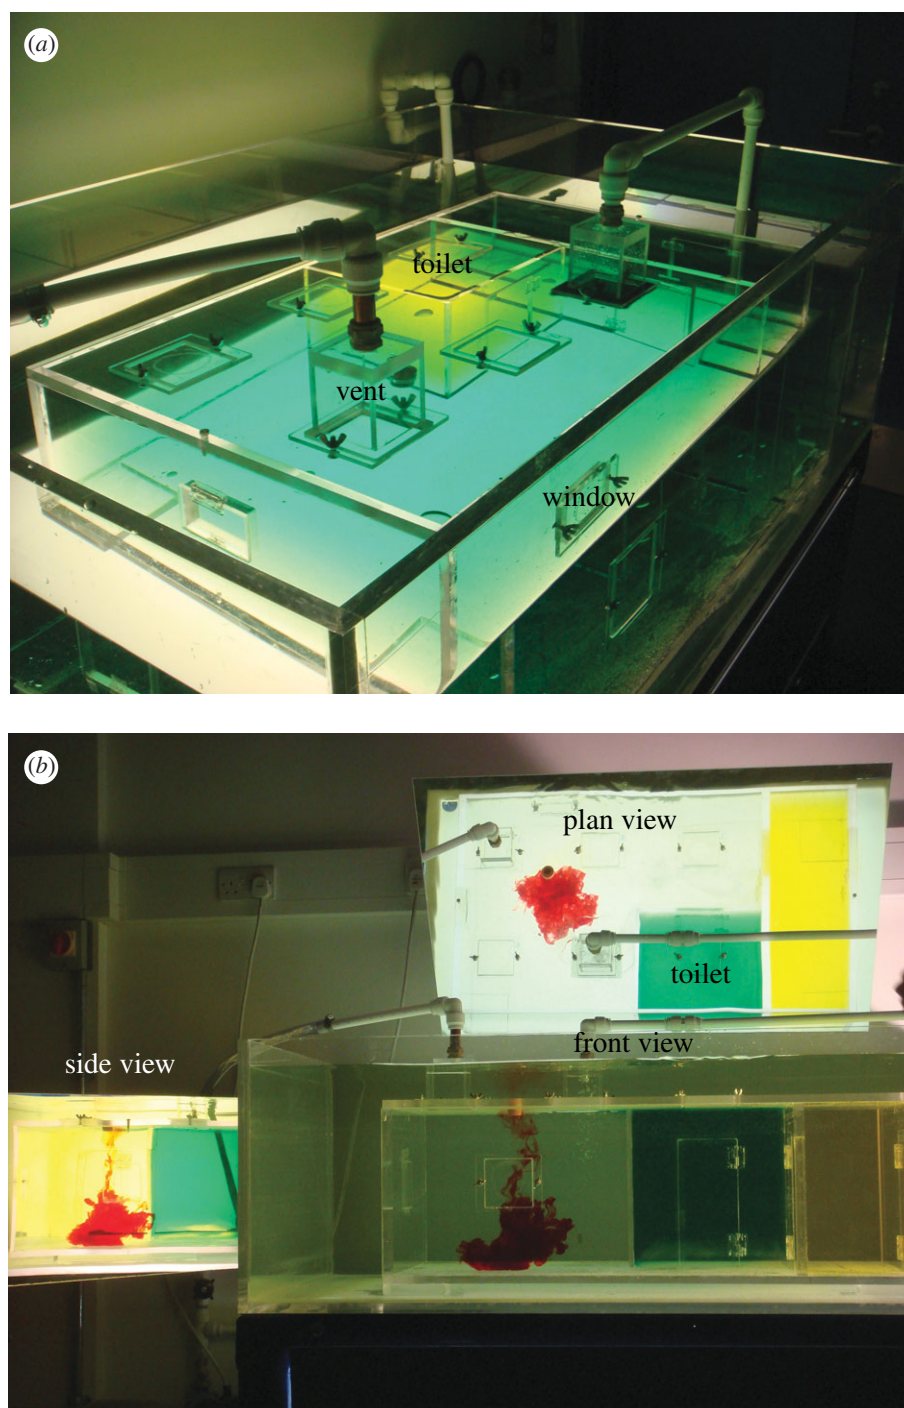 (a)
toilet
vent
window
(b)
plan view
toilet
front view
side view